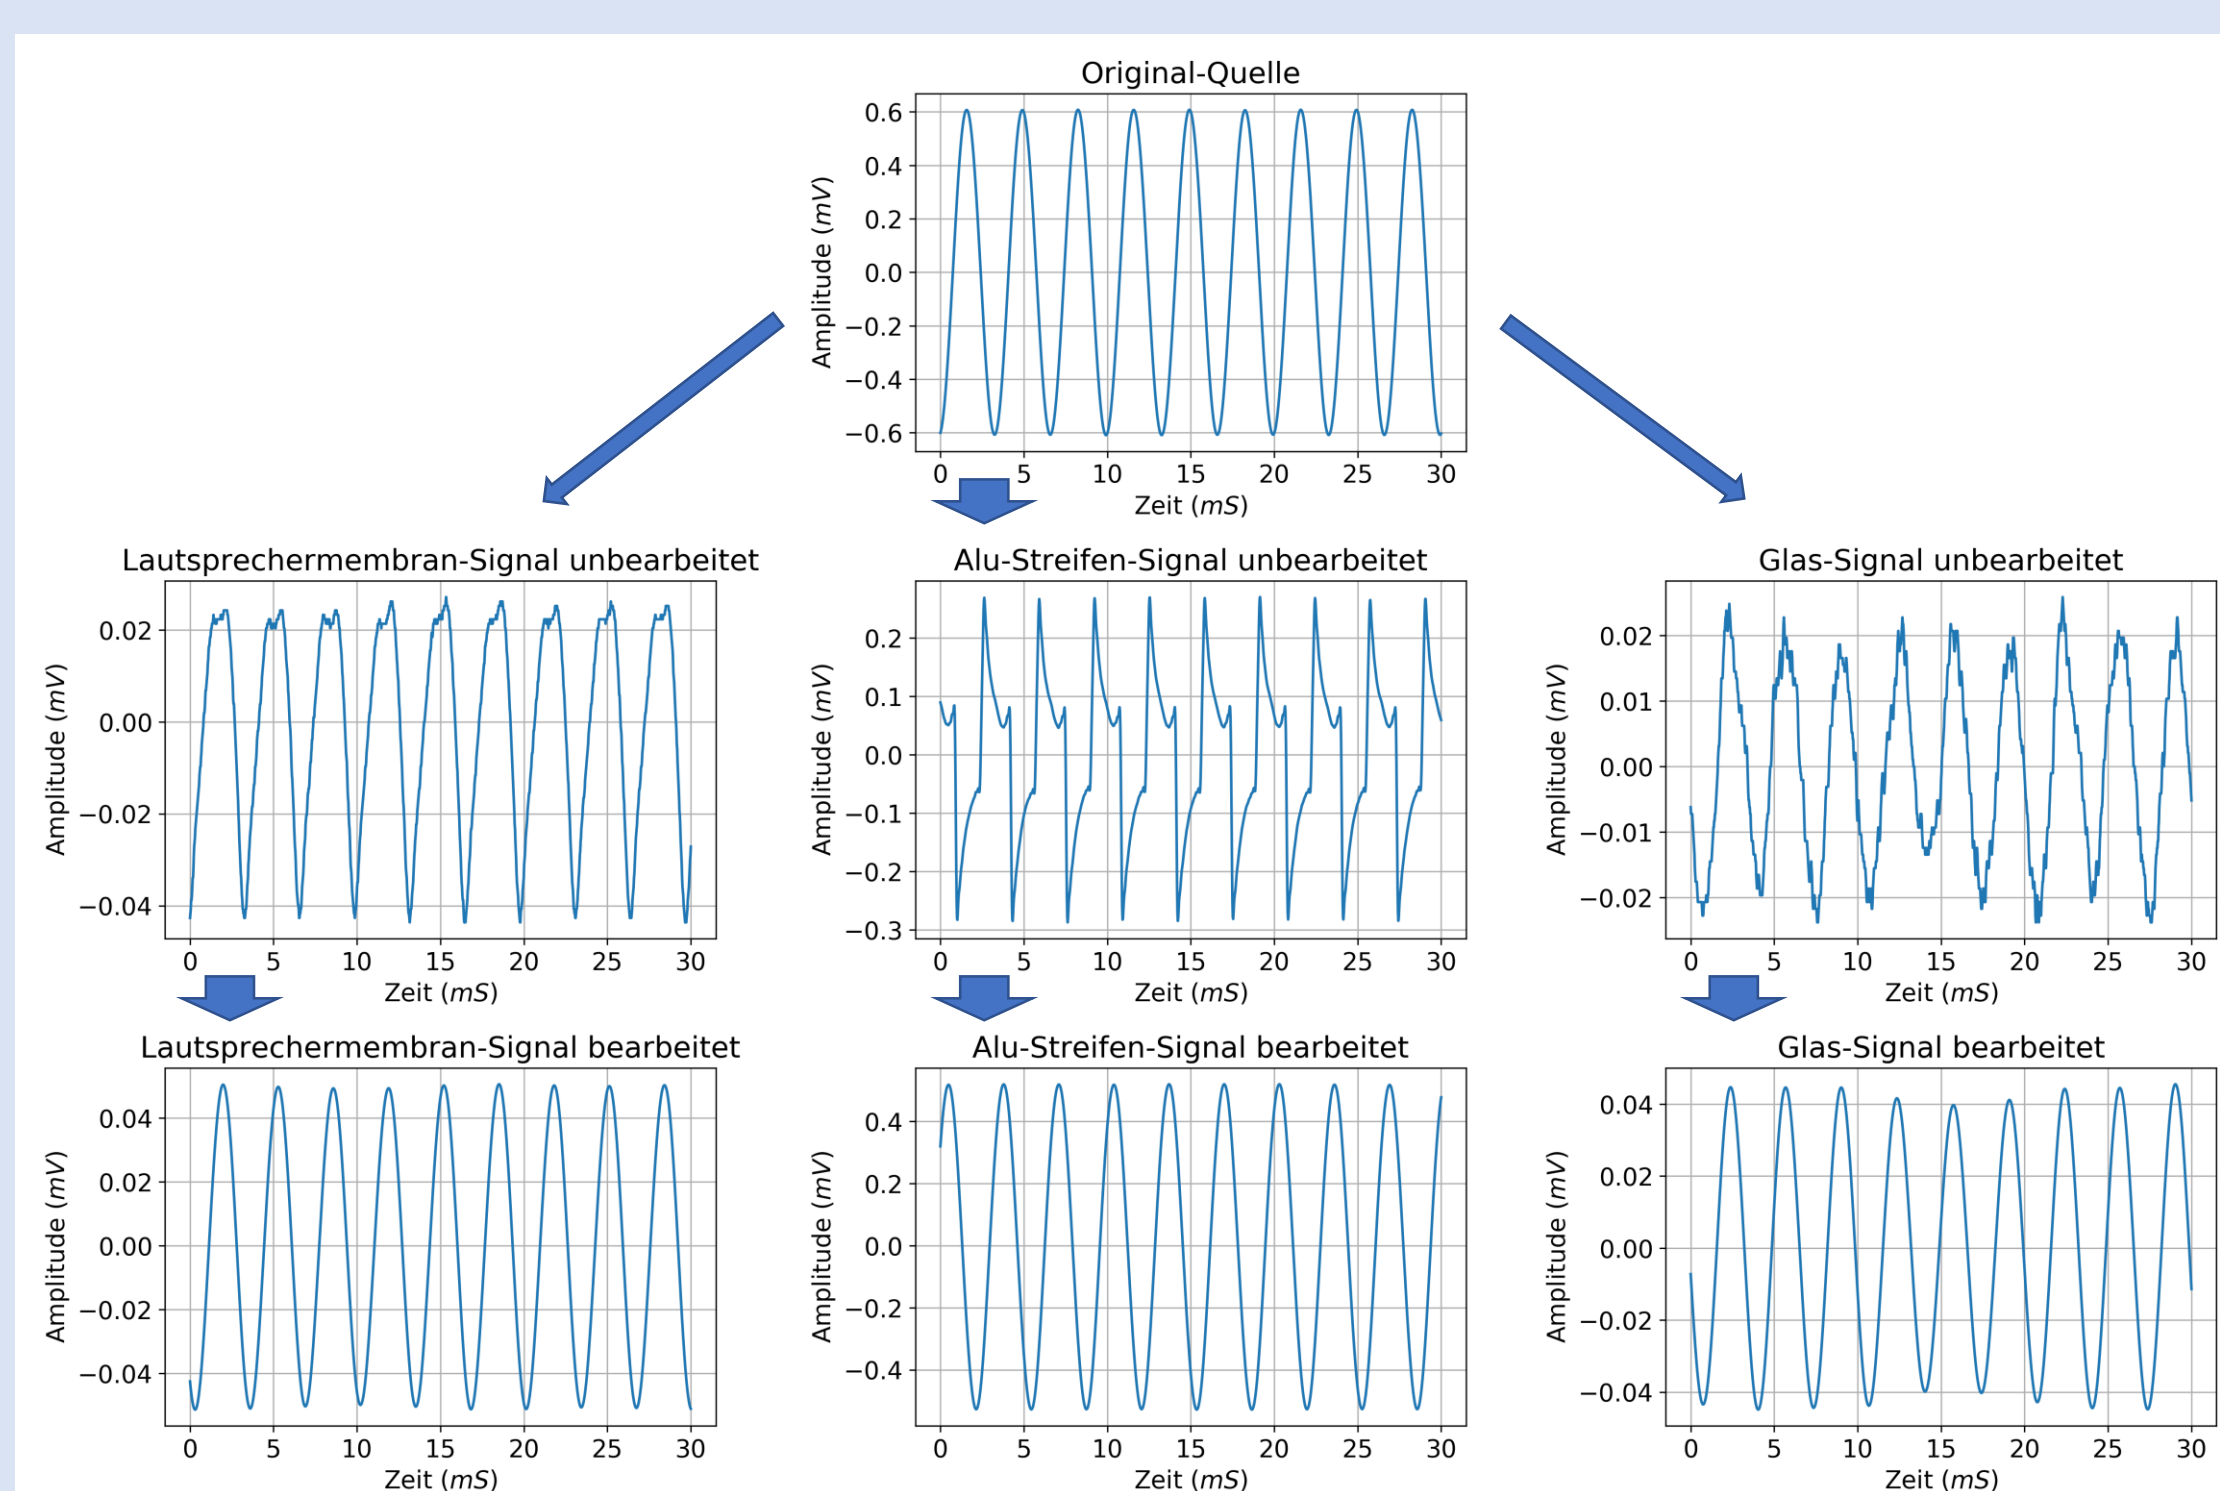 Original-Quelle
Amplitude (mV)
0.6
0.4
0.2
0.0
−0.2
−0.4
−0.6
0 5 10 15 20 25 30
Zeit (mS)
Lautsprechermembran-Signal unbearbeitet
Amplitude (mV)
0.02
0.00
−0.02
−0.04
0 5 10 15 20 25 30
Zeit (mS)
Alu-Streifen-Signal unbearbeitet
Amplitude (mV)
0.2
0.1
0.0
−0.1
−0.2
−0.3
0 5 10 15 20 25 30
Zeit (mS)
Glas-Signal unbearbeitet
Amplitude (mV)
0.02
0.01
0.00
−0.01
−0.02
0 5 10 15 20 25 30
Zeit (mS)
Lautsprechermembran-Signal bearbeitet
Amplitude (mV)
0.04
0.02
0.00
−0.02
−0.04
0 5 10 15 20 25 30
Zeit (mS)
Alu-Streifen-Signal bearbeitet
Amplitude (mV)
0.4
0.2
0.0
−0.2
−0.4
0 5 10 15 20 25 30
Zeit (mS)
Glas-Signal bearbeitet
Amplitude (mV)
0.04
0.02
0.00
−0.02
−0.04
0 5 10 15 20 25 30
Zeit (mS)